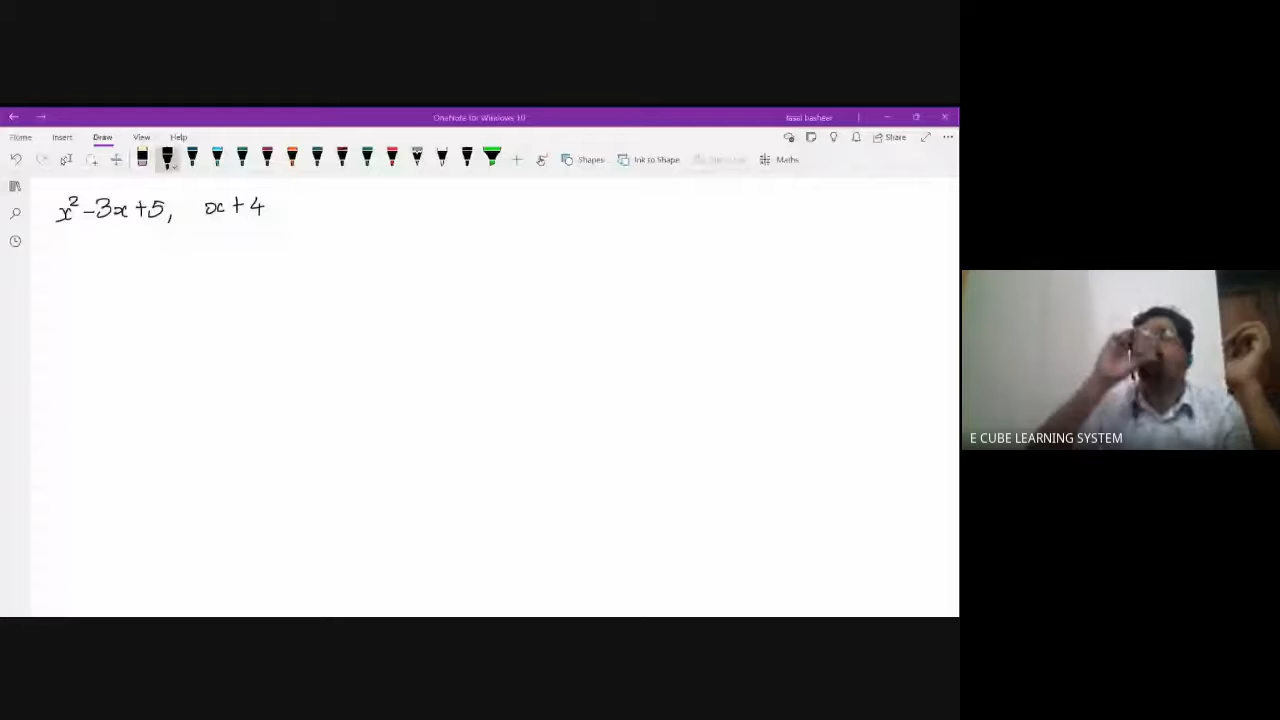 OneNote for Windows 10
fasal basheer
Home Insert Draw View Help
Share
Shapes Ink to Shape Maths
x² - 3x + 5, x + 4
E CUBE LEARNING SYSTEM